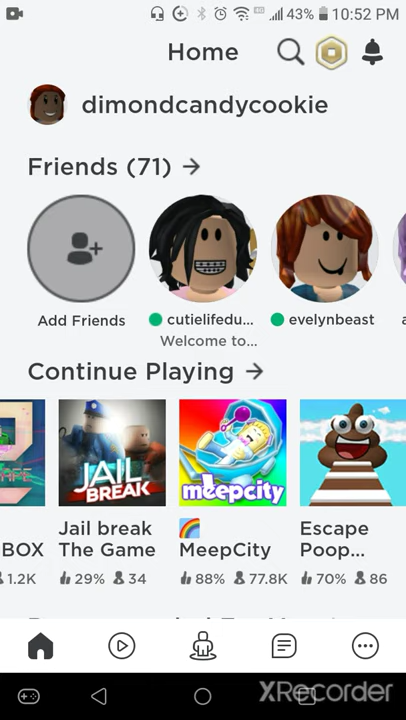 43% 10:52 PM
Home
dimondcandycookie
Friends (71) →
Add Friends
cutielifedu...
evelynbeast
Welcome to...
Continue Playing →
JAIL
BREAK
meepcity
BOX
Jail break
The Game
MeepCity
Escape
Poop...
1.2K
29% 34
88% 77.8K
70% 86
XRecorder